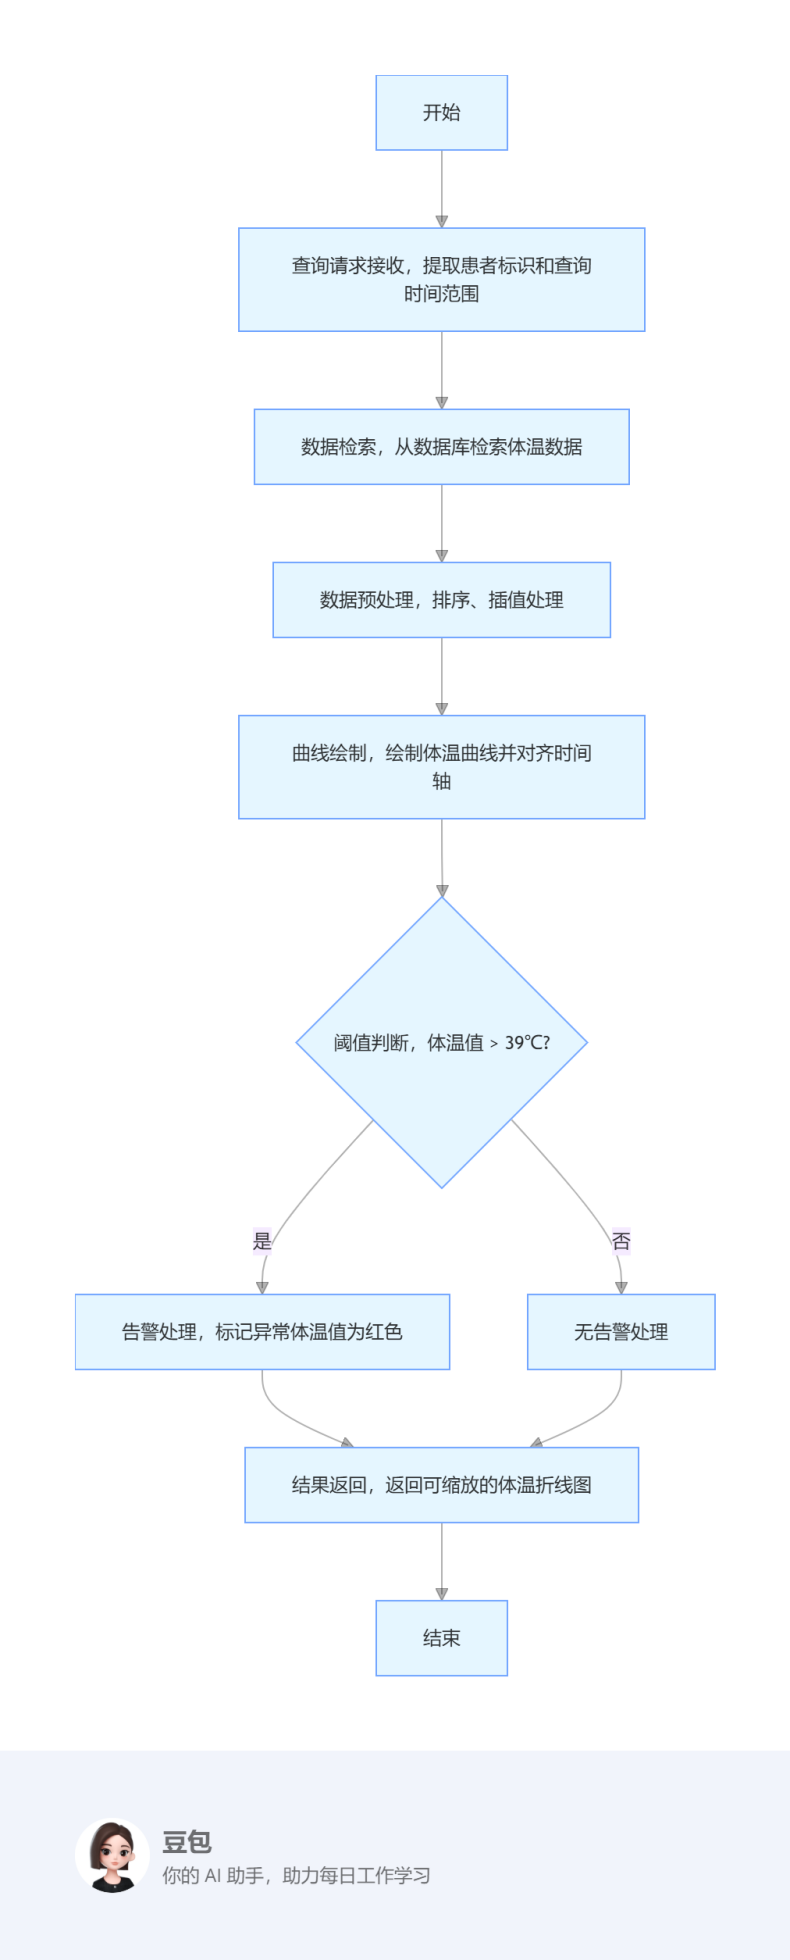 开始
查询请求接收，提取患者标识和查询
时间范围
数据检索，从数据库检索体温数据
数据预处理，排序、插值处理
曲线绘制，绘制体温曲线并对齐时间
轴
阈值判断，体温值 > 39℃?
是
否
告警处理，标记异常体温值为红色
无告警处理
结果返回，返回可缩放的体温折线图
结束
豆包
你的 AI 助手，助力每日工作学习